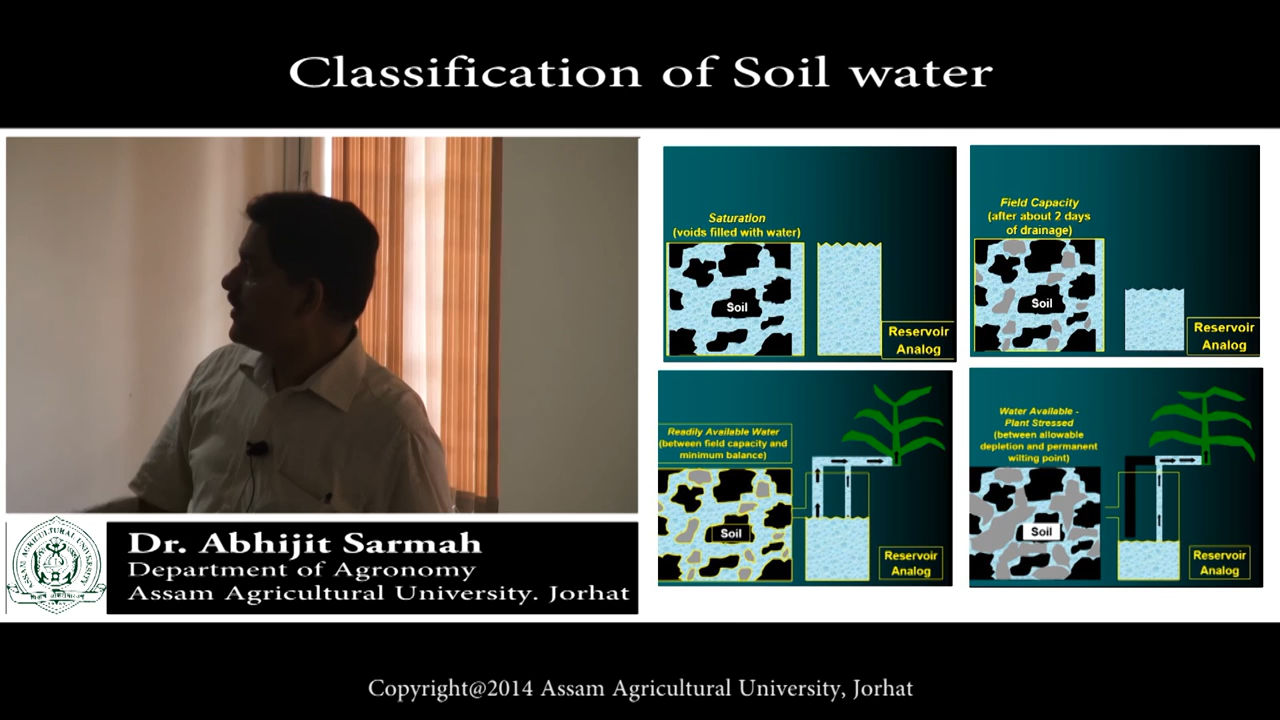 Classification of Soil water
Saturation
(voids filled with water)
Soil
Reservoir
Analog
Field Capacity
(after about 2 days
of drainage)
Soil
Reservoir
Analog
Readily Available Water
(between field capacity and
minimum balance)
Soil
Reservoir
Analog
Water Available -
Plant Stressed
(between allowable
depletion and permanent
wilting point)
Soil
Reservoir
Analog
Dr. Abhijit Sarmah
Department of Agronomy
Assam Agricultural University. Jorhat
Copyright@2014 Assam Agricultural University, Jorhat